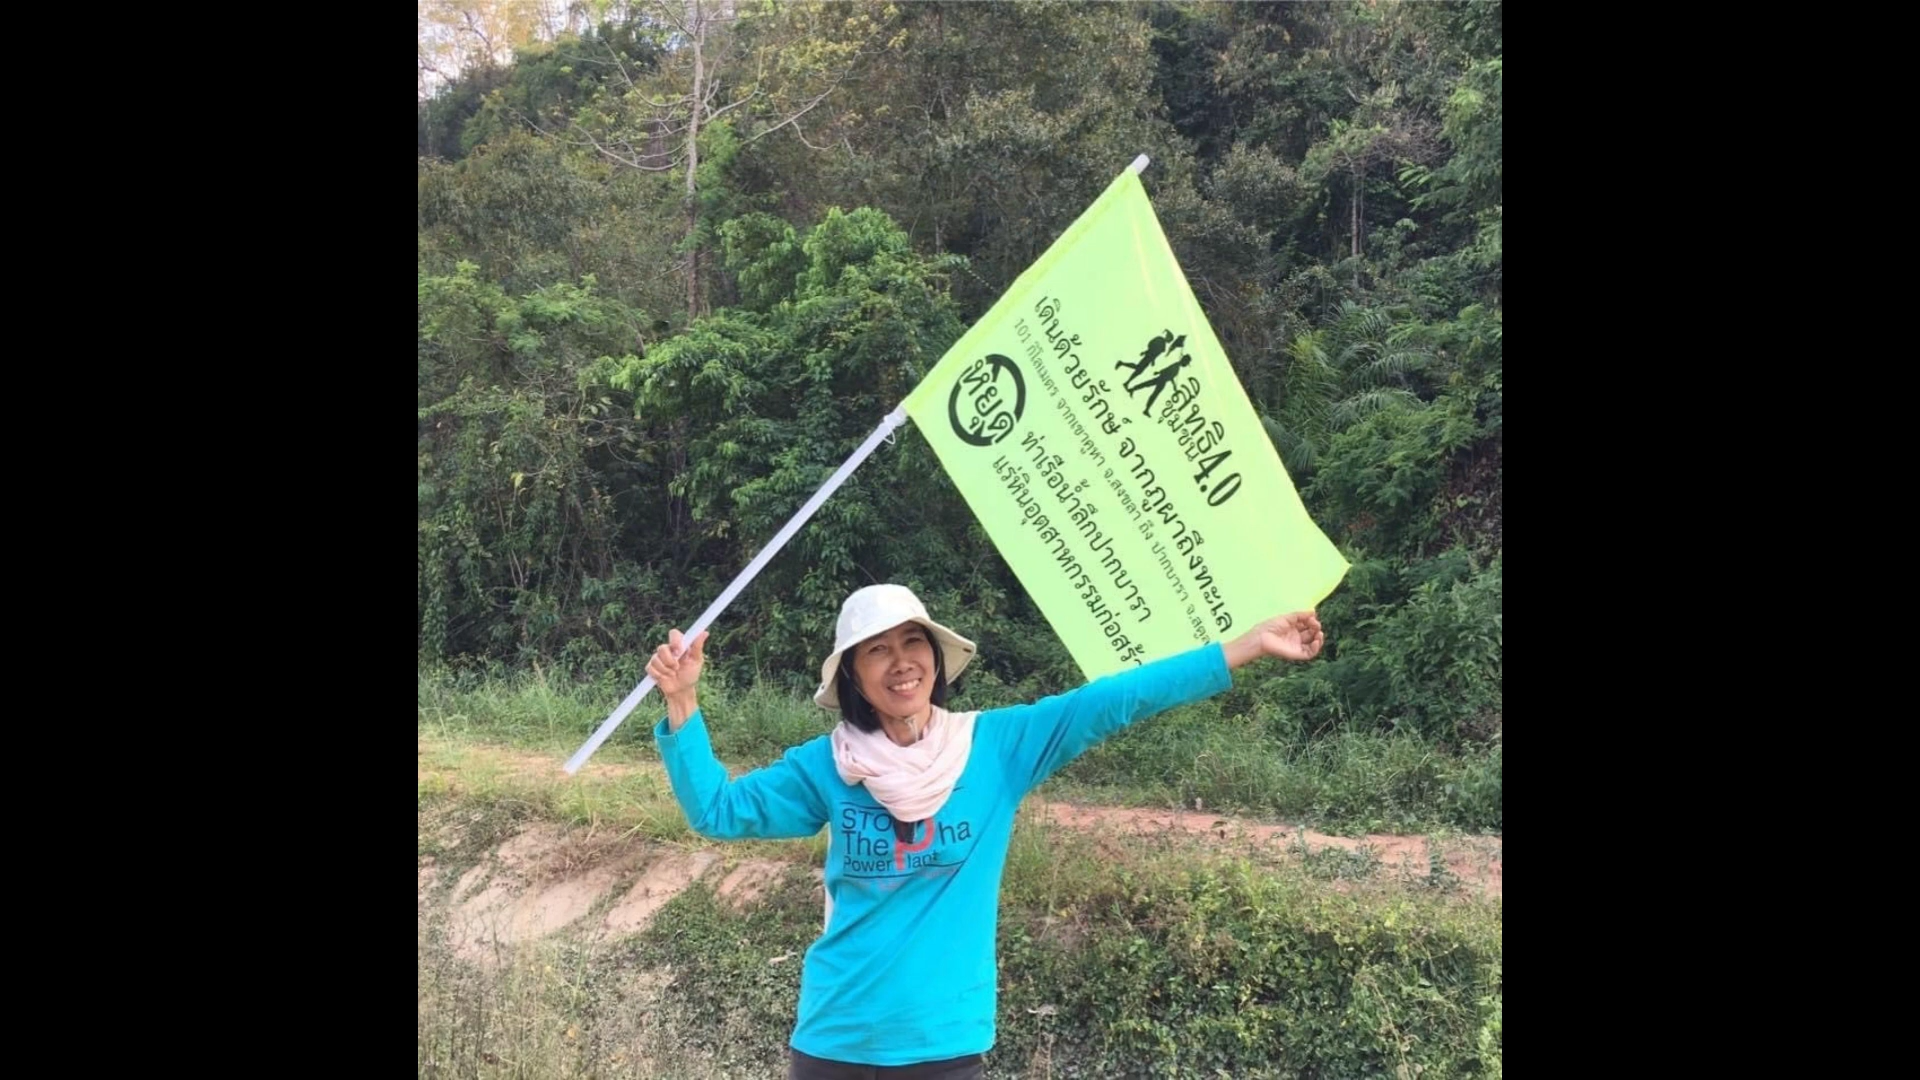 สิทธิ
ชุมชน 4.0
เดินด้วยรักษ์ จากภูผาถึงทะเล
101 กิโลเมตร จากเขาคูหา จ.สงขลา ถึง ปากบารา จ.สตูล
หยุด
ท่าเรือน้ำลึกปากบารา
แร่หินอุตสาหกรรมก่อสร้า
STO
The pha
Power Plant